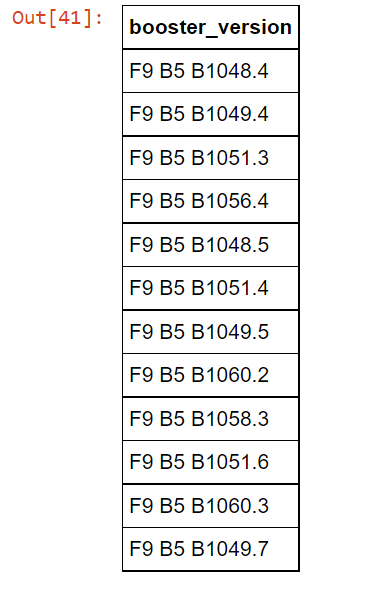 Out[41]:
booster_version
F9 B5 B1048.4
F9 B5 B1049.4
F9 B5 B1051.3
F9 B5 B1056.4
F9 B5 B1048.5
F9 B5 B1051.4
F9 B5 B1049.5
F9 B5 B1060.2
F9 B5 B1058.3
F9 B5 B1051.6
F9 B5 B1060.3
F9 B5 B1049.7